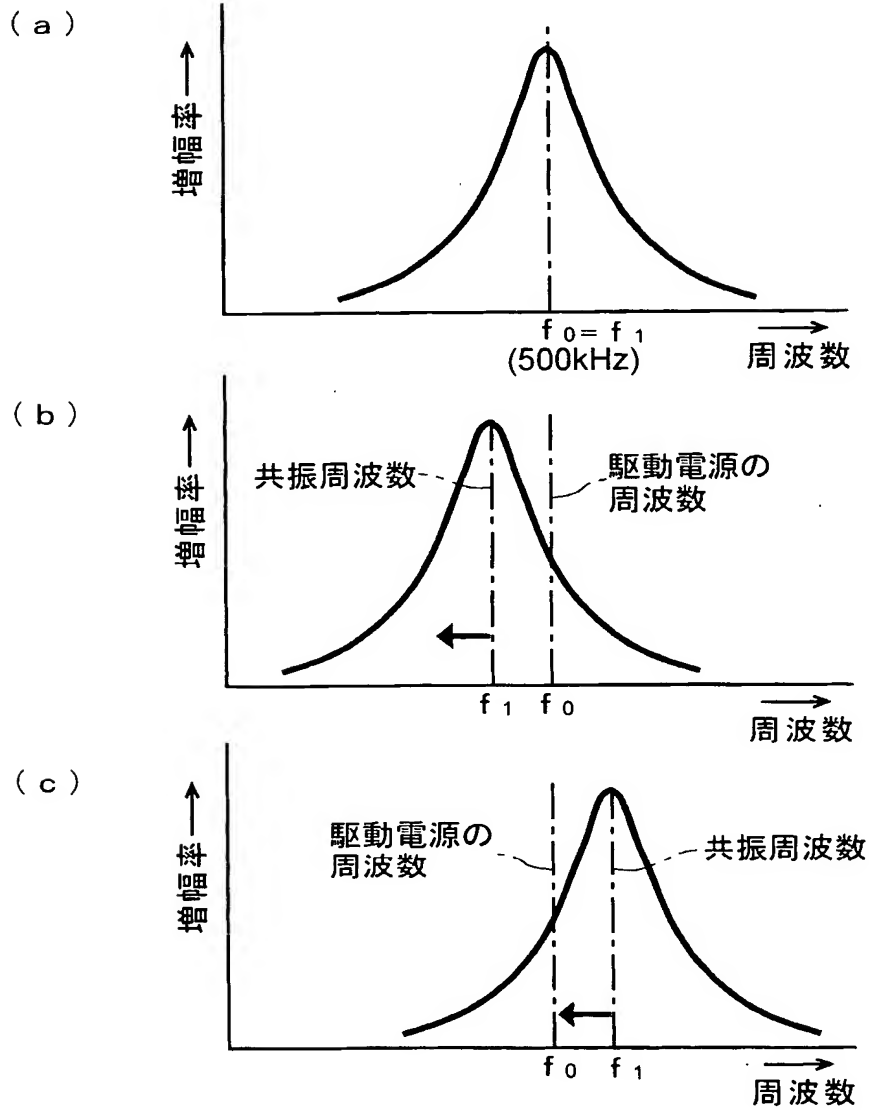 (a)
増幅率
f₀= f₁
(500kHz)
周波数
(b)
増幅率
共振周波数
駆動電源の
周波数
f₁
f₀
周波数
(c)
増幅率
駆動電源の
周波数
共振周波数
f₀
f₁
周波数